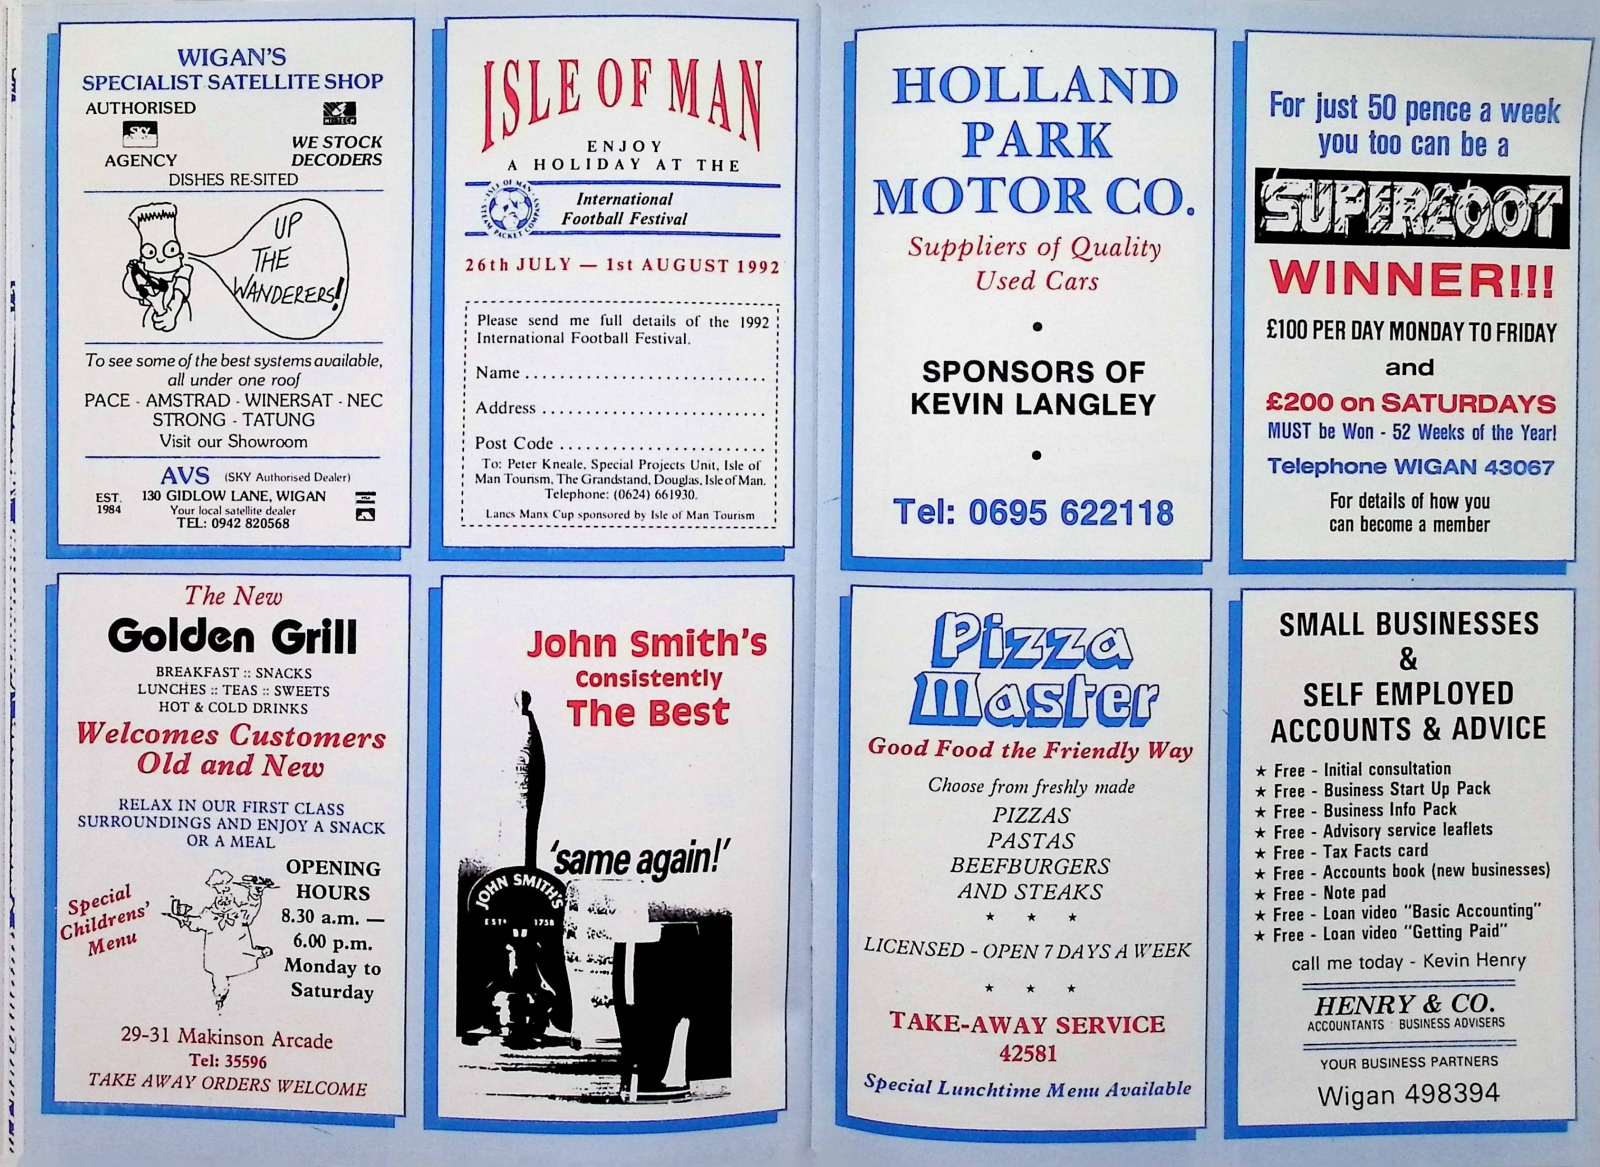 WIGAN'S
SPECIALIST SATELLITE SHOP
AUTHORISED
SKY
AGENCY
WE STOCK
DECODERS
DISHES RE-SITED
UP
THE
WANDERERS!
To see some of the best systems available,
all under one roof
PACE - AMSTRAD - WINERSAT - NEC
STRONG - TATUNG
Visit our Showroom
AVS (SKY Authorised Dealer)
EST.
1984
130 GIDLOW LANE, WIGAN
Your local satellite dealer
TEL: 0942 820568
ISLE OF MAN
ENJOY
A HOLIDAY AT THE
ISLE OF MAN
STEAM PACKET COMPANY
International
Football Festival
26th JULY — 1st AUGUST 1992
Please send me full details of the 1992
International Football Festival.
Name
Address
Post Code
To: Peter Kneale, Special Projects Unit, Isle of
Man Tourism, The Grandstand, Douglas, Isle of Man.
Telephone: (0624) 661930.
Lancs Manx Cup sponsored by Isle of Man Tourism
HOLLAND
PARK
MOTOR CO.
Suppliers of Quality
Used Cars
•
SPONSORS OF
KEVIN LANGLEY
•
Tel: 0695 622118
For just 50 pence a week
you too can be a
SUPERLOOT
WINNER!!!
£100 PER DAY MONDAY TO FRIDAY
and
£200 on SATURDAYS
MUST be Won - 52 Weeks of the Year!
Telephone WIGAN 43067
For details of how you
can become a member
The New
Golden Grill
BREAKFAST :: SNACKS
LUNCHES :: TEAS :: SWEETS
HOT & COLD DRINKS
Welcomes Customers
Old and New
RELAX IN OUR FIRST CLASS
SURROUNDINGS AND ENJOY A SNACK
OR A MEAL
Special
Childrens'
Menu
OPENING
HOURS
8.30 a.m. —
6.00 p.m.
Monday to
Saturday
29-31 Makinson Arcade
Tel: 35596
TAKE AWAY ORDERS WELCOME
John Smith's
Consistently
The Best
'same again!'
JOHN SMITH'S
ESTD 1758
Pizza
Master
Good Food the Friendly Way
Choose from freshly made
PIZZAS
PASTAS
BEEFBURGERS
AND STEAKS
* * *
LICENSED - OPEN 7 DAYS A WEEK
* * *
TAKE-AWAY SERVICE
42581
Special Lunchtime Menu Available
SMALL BUSINESSES
&
SELF EMPLOYED
ACCOUNTS & ADVICE
★ Free - Initial consultation
★ Free - Business Start Up Pack
★ Free - Business Info Pack
★ Free - Advisory service leaflets
★ Free - Tax Facts card
★ Free - Accounts book (new businesses)
★ Free - Note pad
★ Free - Loan video "Basic Accounting"
★ Free - Loan video "Getting Paid"
call me today - Kevin Henry
HENRY & CO.
ACCOUNTANTS · BUSINESS ADVISERS
YOUR BUSINESS PARTNERS
Wigan 498394